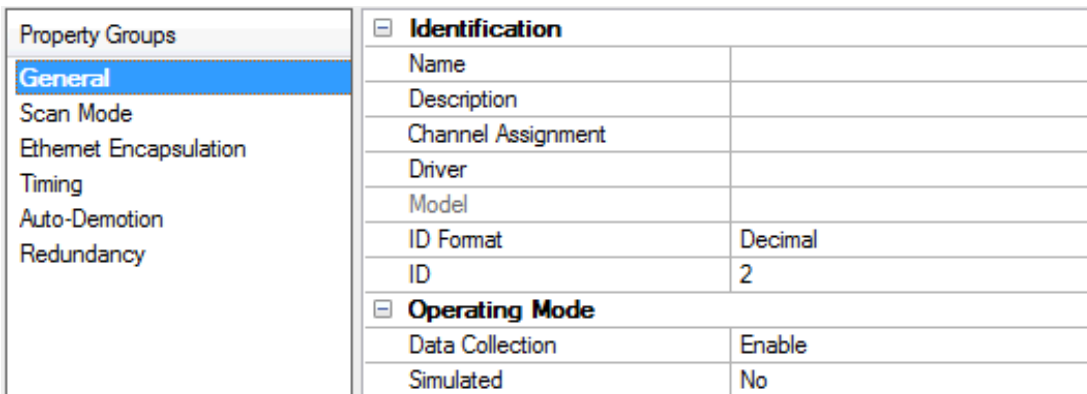 Property Groups
General
Scan Mode
Ethernet Encapsulation
Timing
Auto-Demotion
Redundancy
Identification
Name
Description
Channel Assignment
Driver
Model
ID Format Decimal
ID 2
Operating Mode
Data Collection Enable
Simulated No